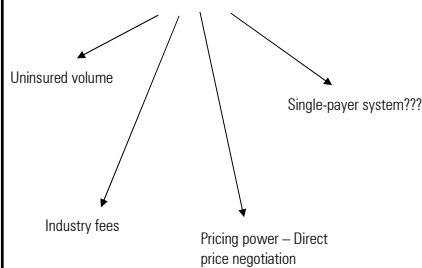 Uninsured volume
Single-payer system???
Industry fees
Pricing power – Direct
price negotiation